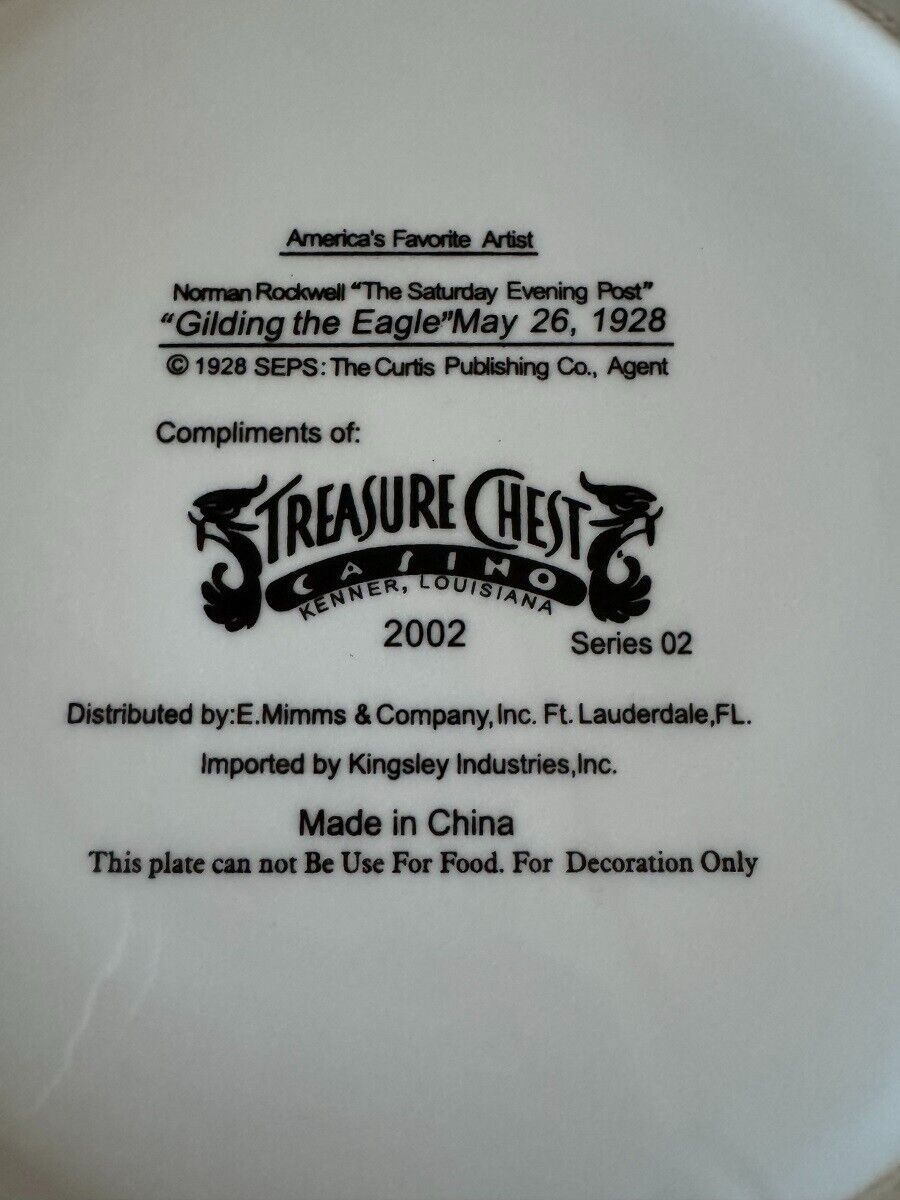 America's Favorite Artist
Norman Rockwell "The Saturday Evening Post"
"Gilding the Eagle"May 26, 1928
© 1928 SEPS: The Curtis Publishing Co., Agent
Compliments of:
TREASURE CHEST
CASINO
KENNER, LOUISIANA
2002
Series 02
Distributed by:E.Mimms & Company,Inc. Ft. Lauderdale,FL.
Imported by Kingsley Industries,Inc.
Made in China
This plate can not Be Use For Food. For Decoration Only